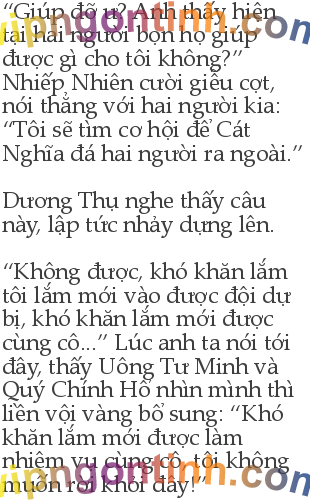 “Giúp đỡ ư? Anh thấy hiện
tại hai người bọn họ giúp
được gì cho tôi không?”
Nhiếp Nhiên cười giễu cợt,
nói thẳng với hai người kia:
“Tôi sẽ tìm cơ hội để Cát
Nghĩa đá hai người ra ngoài.”
Dương Thụ nghe thấy câu
này, lập tức nhảy dựng lên.
“Không được, khó khăn lắm
tôi lắm mới vào được đội dự
bị, khó khăn lắm mới được
cùng cô...” Lúc anh ta nói tới
đây, thấy Uông Tư Minh và
Quý Chính Hổ nhìn mình thì
liền vội vàng bổ sung: “Khó
khăn lắm mới được làm
nhiệm vụ cùng cô, tôi không
muốn rời khỏi đây!”
vipngontinh.com
vipngontinh.com